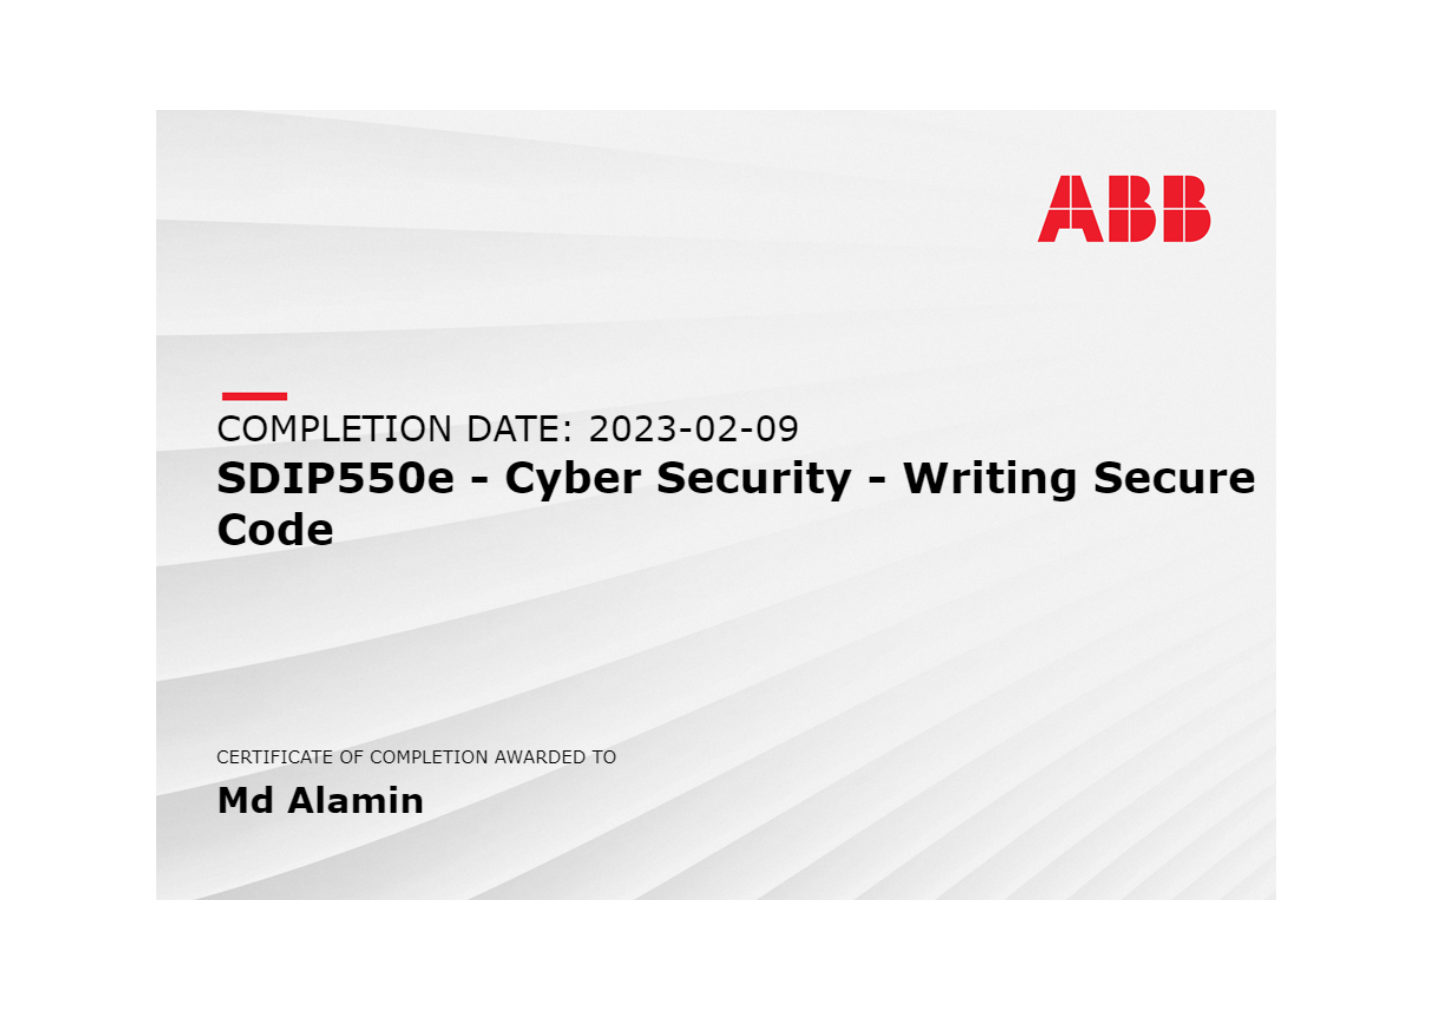 ABB
COMPLETION DATE: 2023-02-09
SDIP550e - Cyber Security - Writing Secure
Code
CERTIFICATE OF COMPLETION AWARDED TO
Md Alamin